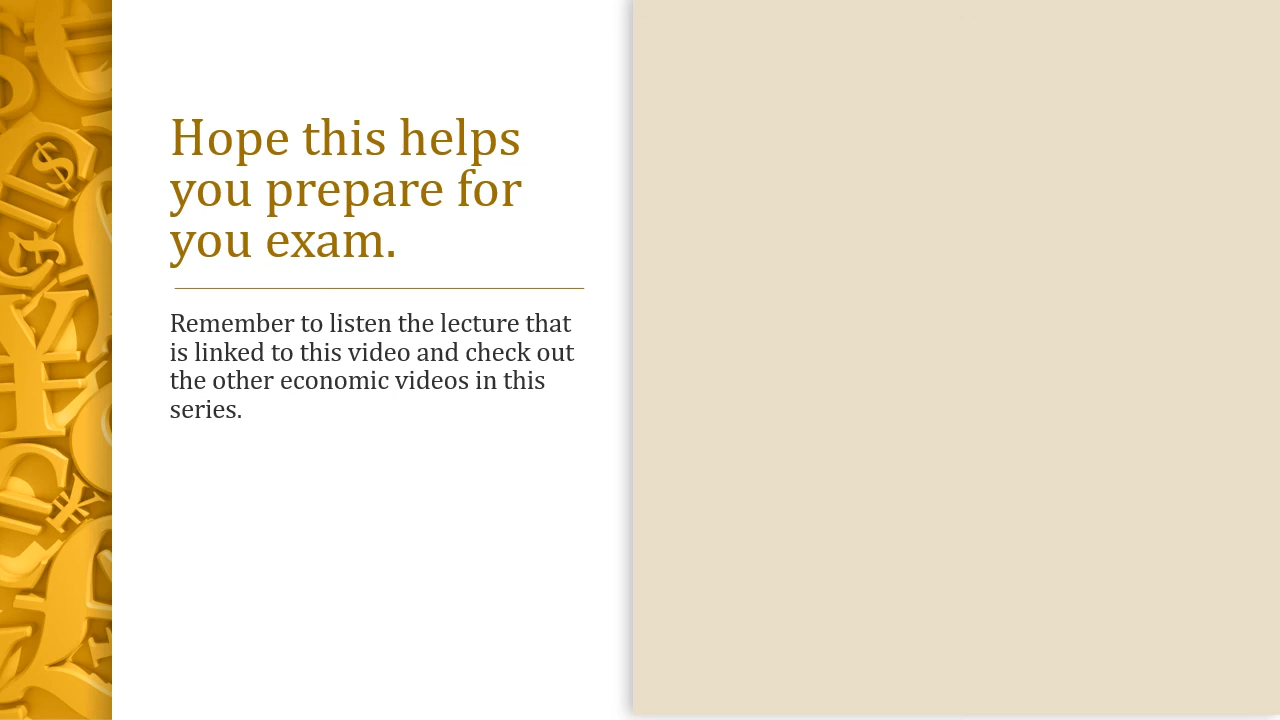 Hope this helps
you prepare for
you exam.
Remember to listen the lecture that
is linked to this video and check out
the other economic videos in this
series.